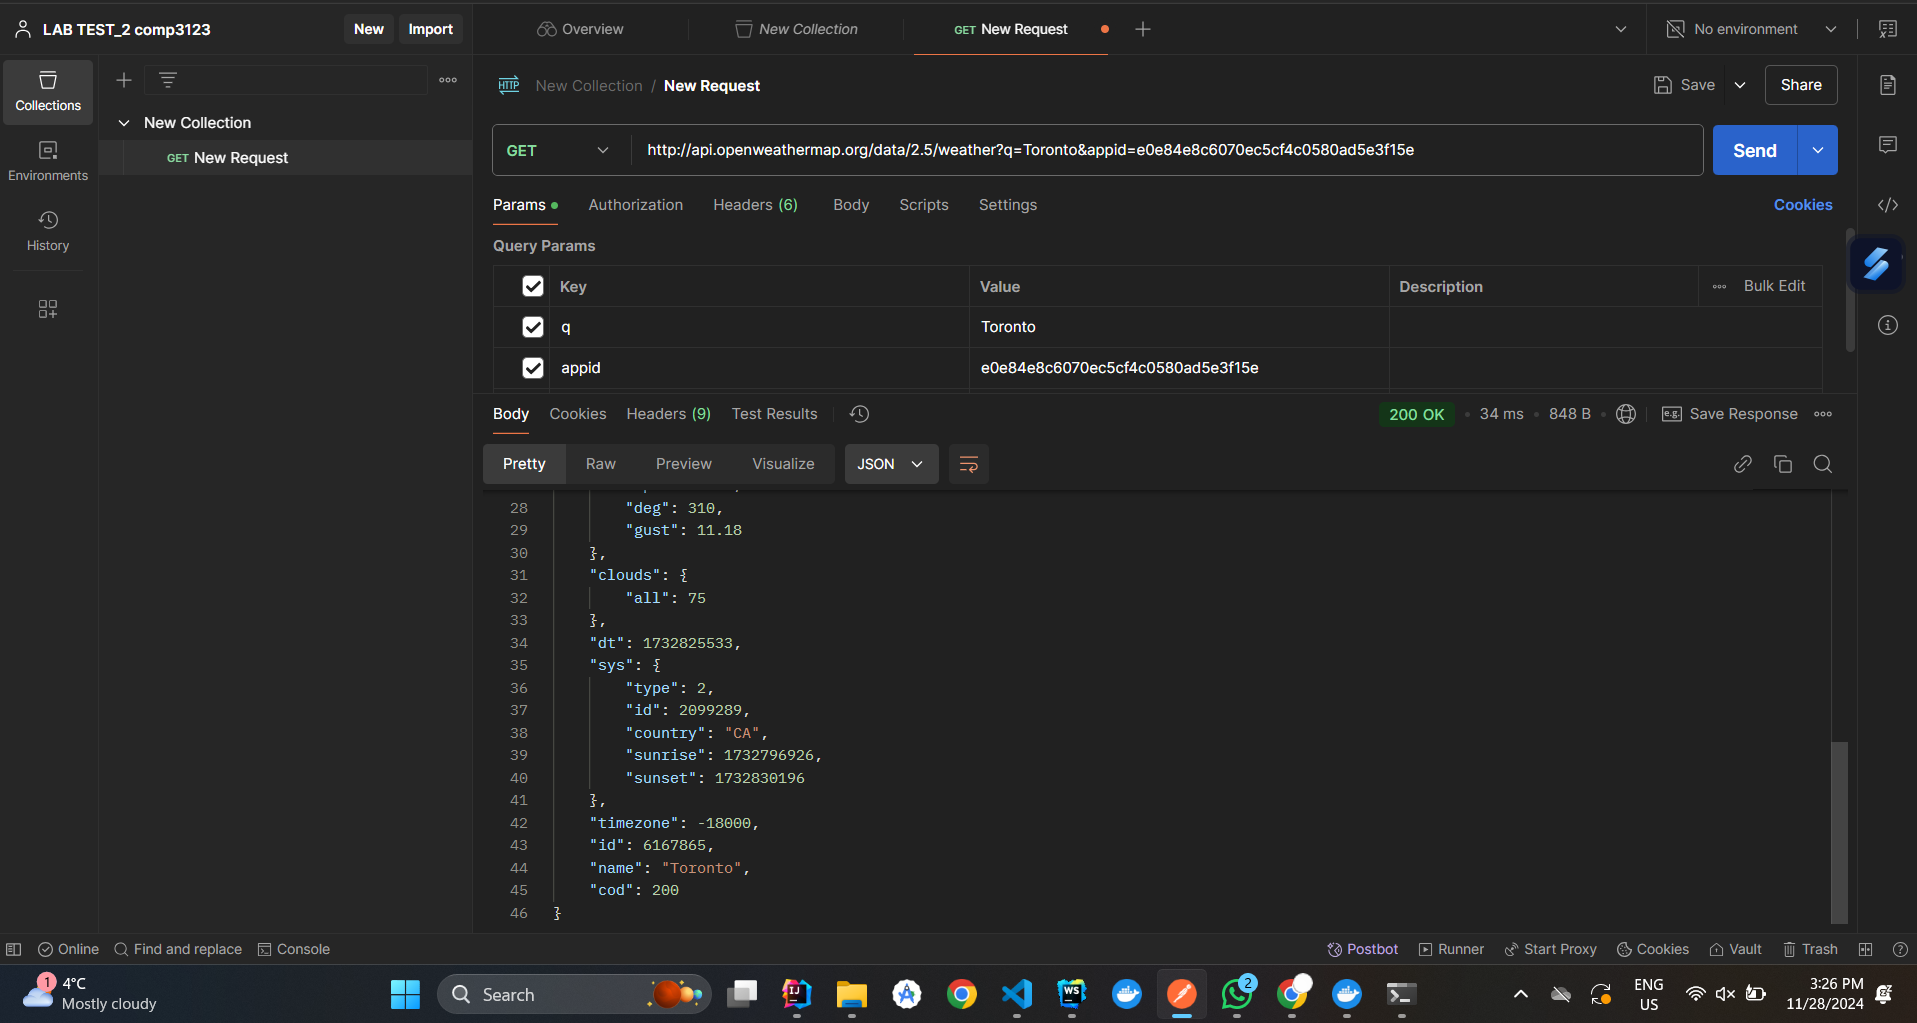 LAB TEST_2 comp3123
New
Import
Overview
New Collection
GET New Request
No environment
Collections
Environments
History
New Collection
GET New Request
HTTP New Collection / New Request
Save
Share
GET
http://api.openweathermap.org/data/2.5/weather?q=Toronto&appid=e0e84e8c6070ec5cf4c0580ad5e3f15e
Send
Params
Authorization
Headers (6)
Body
Scripts
Settings
Cookies
Query Params
Key
Value
Description
Bulk Edit
q
Toronto
appid
e0e84e8c6070ec5cf4c0580ad5e3f15e
Body
Cookies
Headers (9)
Test Results
200 OK
34 ms
848 B
e.g. Save Response
Pretty
Raw
Preview
Visualize
JSON
28 "deg": 310,
29 "gust": 11.18
30 },
31 "clouds": {
32 "all": 75
33 },
34 "dt": 1732825533,
35 "sys": {
36 "type": 2,
37 "id": 2099289,
38 "country": "CA",
39 "sunrise": 1732796926,
40 "sunset": 1732830196
41 },
42 "timezone": -18000,
43 "id": 6167865,
44 "name": "Toronto",
45 "cod": 200
46 }
Online
Find and replace
Console
Postbot
Runner
Start Proxy
Cookies
Vault
Trash
1
4°C
Mostly cloudy
Search
IJ
WS
2
ENG
US
3:26 PM
11/28/2024